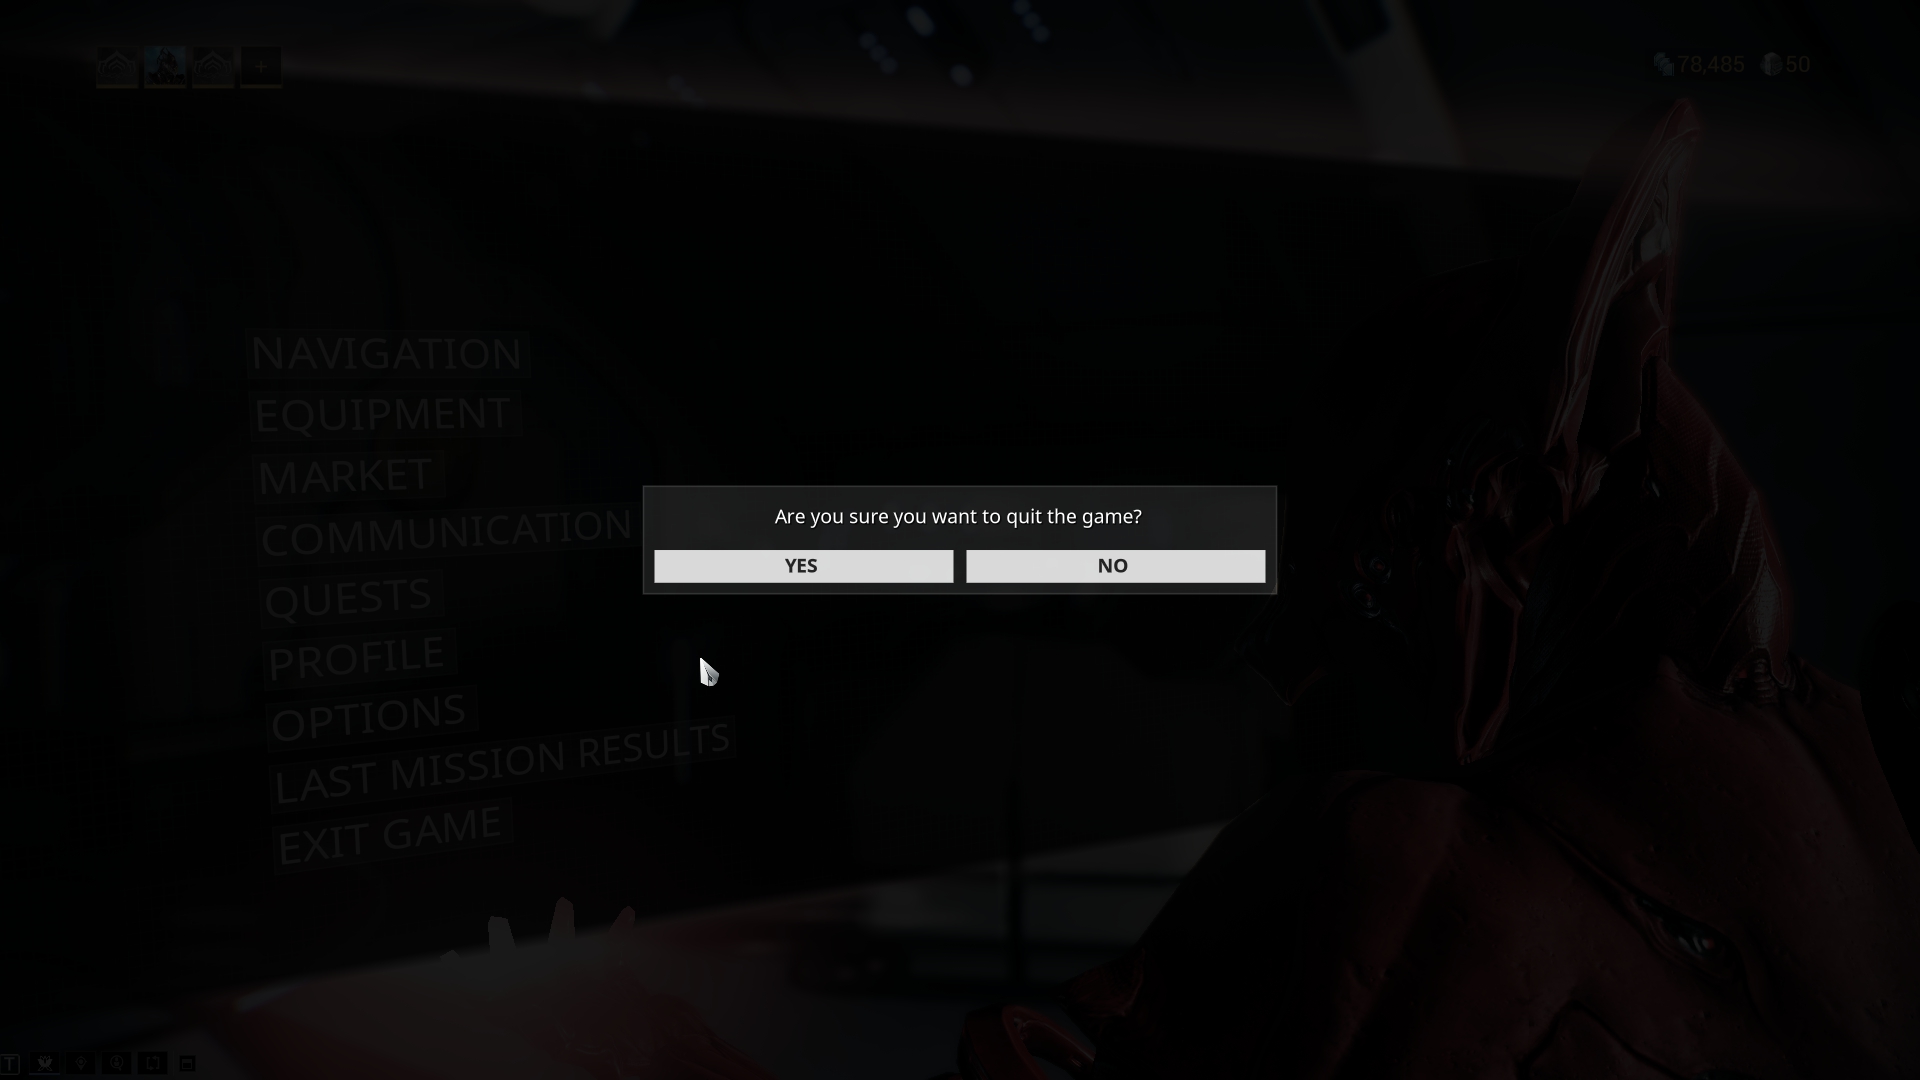 78,485 50
NAVIGATION
EQUIPMENT
MARKET
COMMUNICATION
QUESTS
PROFILE
OPTIONS
LAST MISSION RESULTS
EXIT GAME
Are you sure you want to quit the game?
YES NO
T